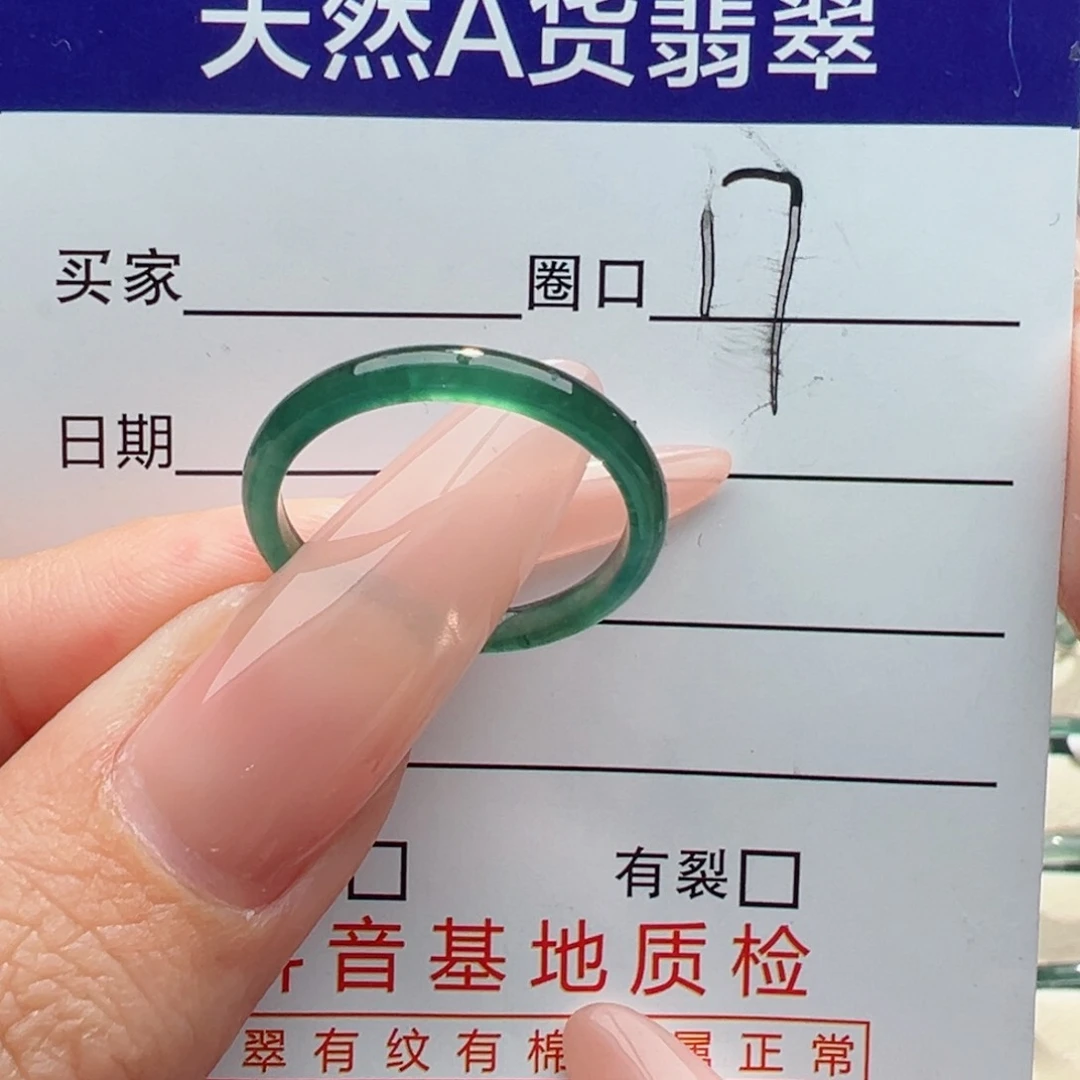 天然A货翡翠
买家 圈口 17
日期
有裂
音基地质检
翠有纹有棉 属正常